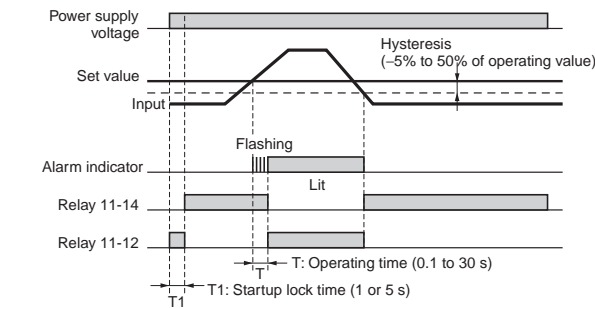 Power supply
voltage
Hysteresis
(−5% to 50% of operating value)
Set value
Input
Flashing
Alarm indicator
Lit
Relay 11-14
Relay 11-12
T: Operating time (0.1 to 30 s)
T
T1: Startup lock time (1 or 5 s)
T1